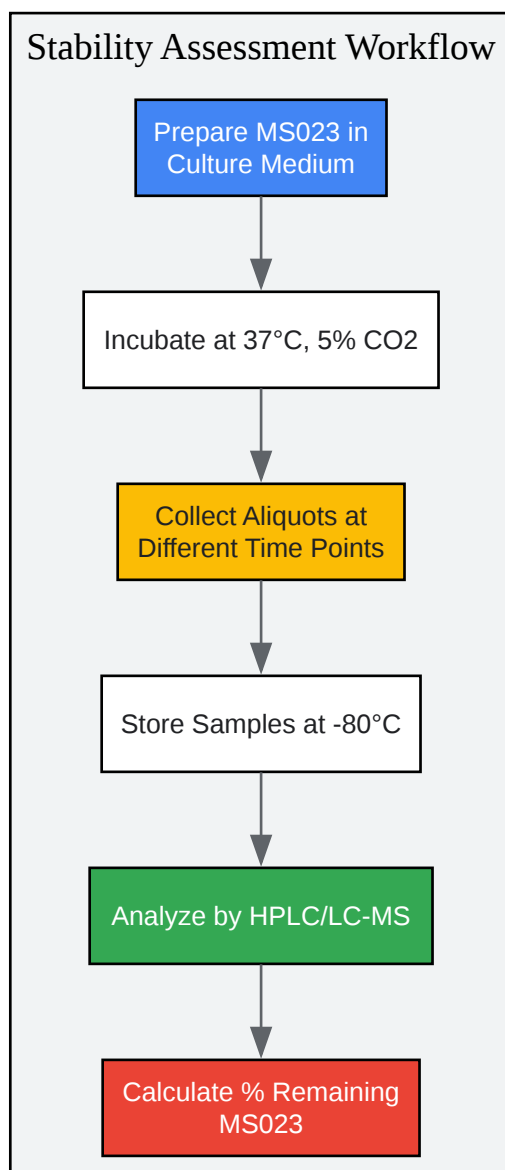 Stability Assessment Workflow
Prepare MS023 in
Culture Medium
Incubate at 37°C, 5% CO2
Collect Aliquots at
Different Time Points
Store Samples at -80°C
Analyze by HPLC/LC-MS
Calculate % Remaining
MS023